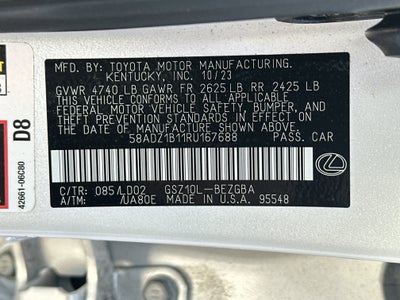 MFD. BY: TOYOTA MOTOR MANUFACTURING.
KENTUCKY, INC. 10/23
GVWR 4740 LB GAWR FR 2625 LB RR 2425 LB
THIS VEHICLE CONFORMS TO ALL APPLICABLE
FEDERAL MOTOR VEHICLE SAFETY, BUMPER, AND
THEFT PREVENTION STANDARDS IN EFFECT ON
THE DATE OF MANUFACTURE SHOWN ABOVE.
58ADZ1B11RU167688 PASS. CAR
C/TR: 085/LD02 GSZ10L-BEZGBA
A/TM: /UA80E MADE IN U.S.A. 95548
D8
42661-06C80